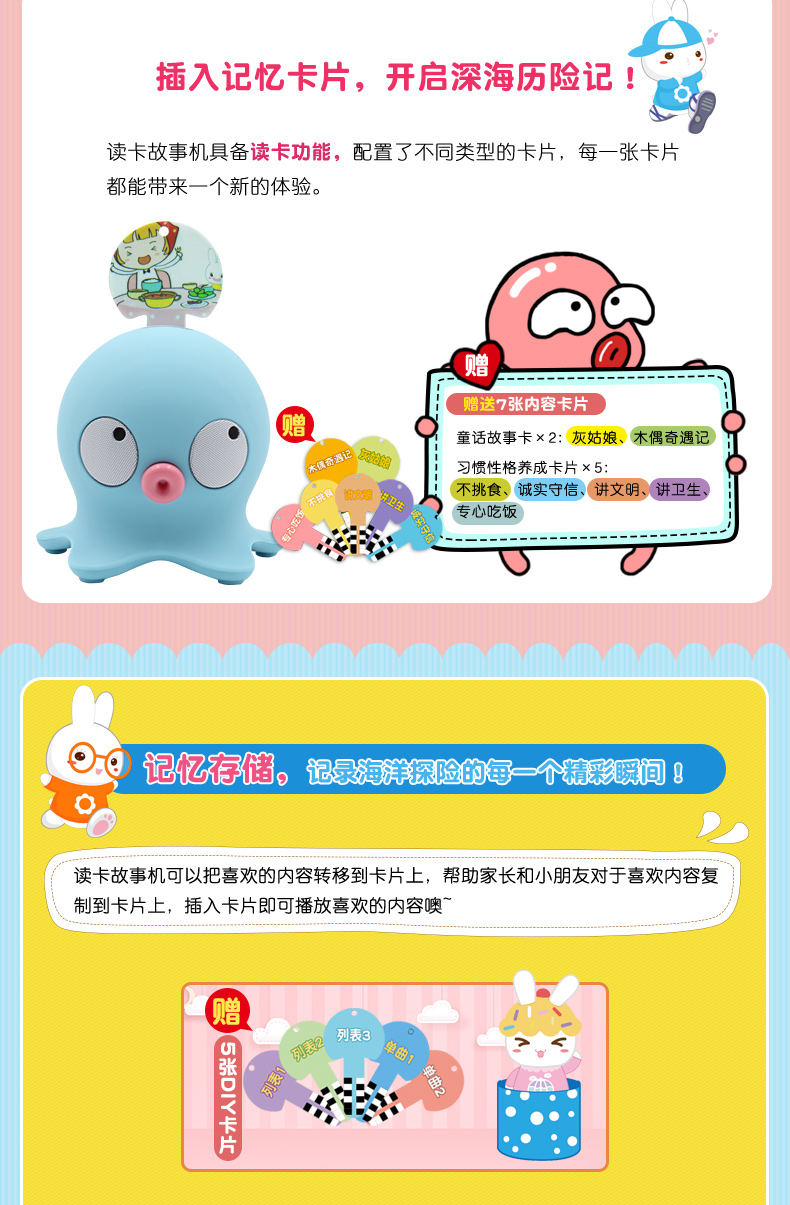 插入记忆卡片，开启深海历险记！
读卡故事机具备读卡功能，配置了不同类型的卡片，每一张卡片
都能带来一个新的体验。
赠
赠送7张内容卡片
童话故事卡×2：灰姑娘、木偶奇遇记
习惯性格养成卡片×5：
不挑食、诚实守信、讲文明、讲卫生、
专心吃饭
赠
木偶奇遇记
灰姑娘
专心吃饭
不挑食
讲文明
讲卫生
诚实守信
记忆存储，记录海洋探险的每一个精彩瞬间！
读卡故事机可以把喜欢的内容转移到卡片上，帮助家长和小朋友对于喜欢内容复
制到卡片上，插入卡片即可播放喜欢的内容噢~
赠
5张DIY卡片
列表1
列表2
列表3
单曲1
单曲2